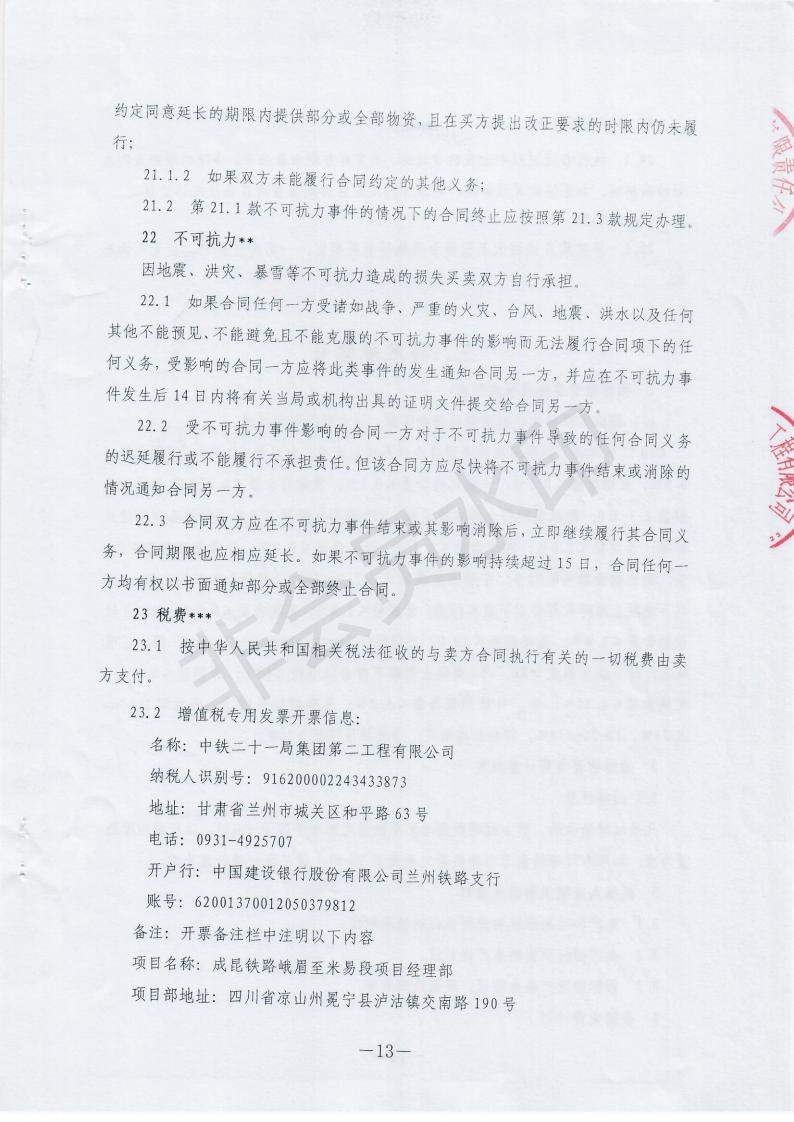 约定同意延长的期限内提供部分或全部物资,且在买方提出改正要求的时限内仍未履
行;
21.1.2 如果双方未能履行合同约定的其他义务;
21.2 第 21.1 款不可抗力事件的情况下的合同终止应按照第 21.3 款规定办理。
22 不可抗力**
因地震、洪灾、暴雪等不可抗力造成的损失买卖双方自行承担。
22.1 如果合同任何一方受诸如战争、严重的火灾、台风、地震、洪水以及任何
其他不能预见、不能避免且不能克服的不可抗力事件的影响而无法履行合同项下的任
何义务,受影响的合同一方应将此类事件的发生通知合同另一方,并应在不可抗力事
件发生后 14 日内将有关当局或机构出具的证明文件提交给合同另一方。
22.2 受不可抗力事件影响的合同一方对于不可抗力事件导致的任何合同义务
的迟延履行或不能履行不承担责任。但该合同方应尽快将不可抗力事件结束或消除的
情况通知合同另一方。
22.3 合同双方应在不可抗力事件结束或其影响消除后,立即继续履行其合同义
务,合同期限也应相应延长。如果不可抗力事件的影响持续超过 15 日,合同任何一
方均有权以书面通知部分或全部终止合同。
23 税费***
23.1 按中华人民共和国相关税法征收的与卖方合同执行有关的一切税费由卖
方支付。
23.2 增值税专用发票开票信息:
名称:中铁二十一局集团第二工程有限公司
纳税人识别号:916200002243433873
地址:甘肃省兰州市城关区和平路 63 号
电话:0931-4925707
开户行:中国建设银行股份有限公司兰州铁路支行
账号:62001370012050379812
备注:开票备注栏中注明以下内容
项目名称:成昆铁路峨眉至米易段项目经理部
项目部地址:四川省凉山州冕宁县泸沽镇交南路 190 号
—13—
非会员水印
限责任公
工程有限公司